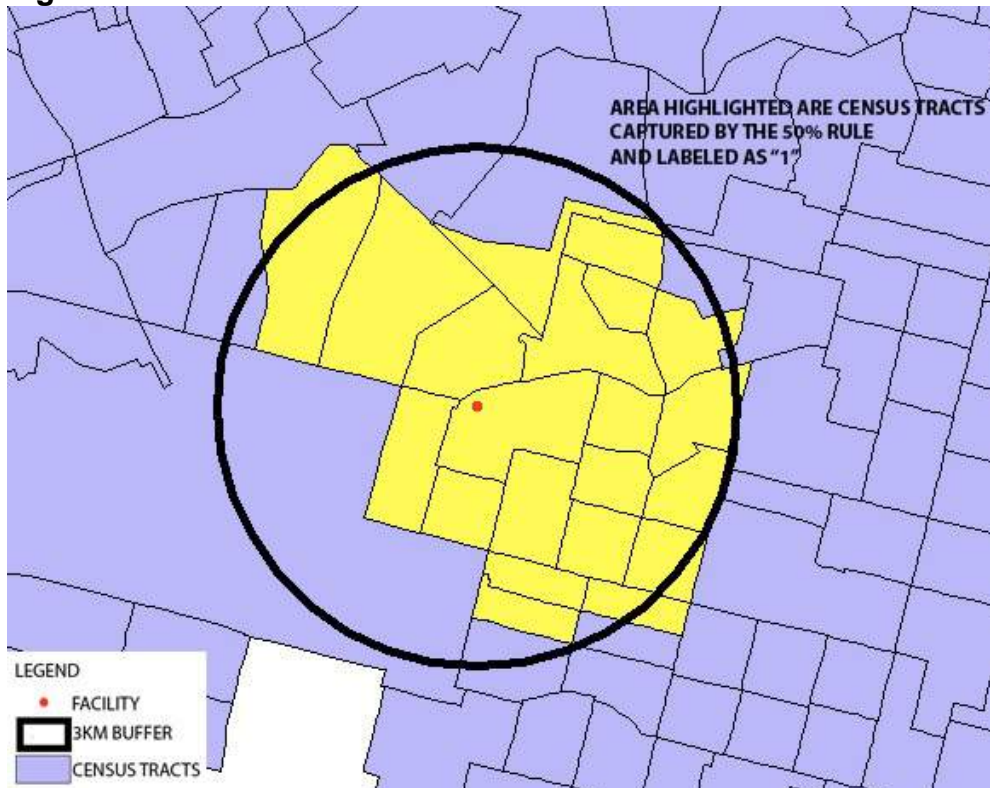 AREA HIGHLIGHTED ARE CENSUS TRACTS
CAPTURED BY THE 50% RULE
AND LABELED AS "1"
LEGEND
FACILITY
3KM BUFFER
CENSUS TRACTS